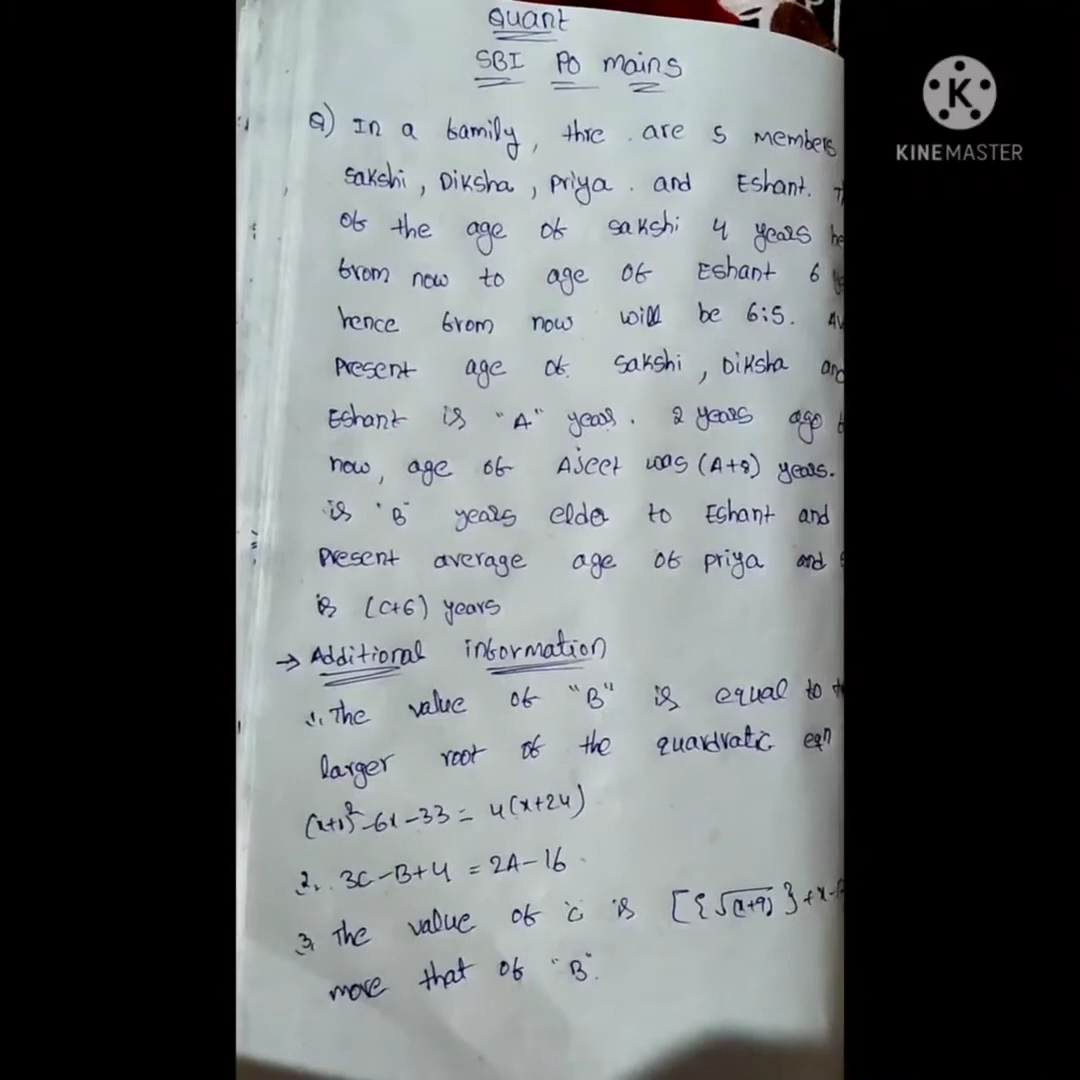 Quant
SBI PO mains
Q) In a family, thre are 5 members
Sakshi, Diksha, Priya and Eshant.
of the age of sakshi 4 years
from now to age of Eshant 6
hence from now will be 6:5.
Present age of sakshi, Diksha and
Eshant is "A" year. 2 years ago
now, age of Ajeet was (A+8) years.
is "B" years elder to Eshant and
Present average age of priya and
is (C+6) years
→ Additional information
1. The value of "B" is equal to
larger root of the quardratic eqn
(x+1)²-6x-33 = 4(x+24)
2. 3C-B+4 = 2A-16
3. The value of "c" is [{√(x+9)}+x-
more that of "B".
KINEMASTER